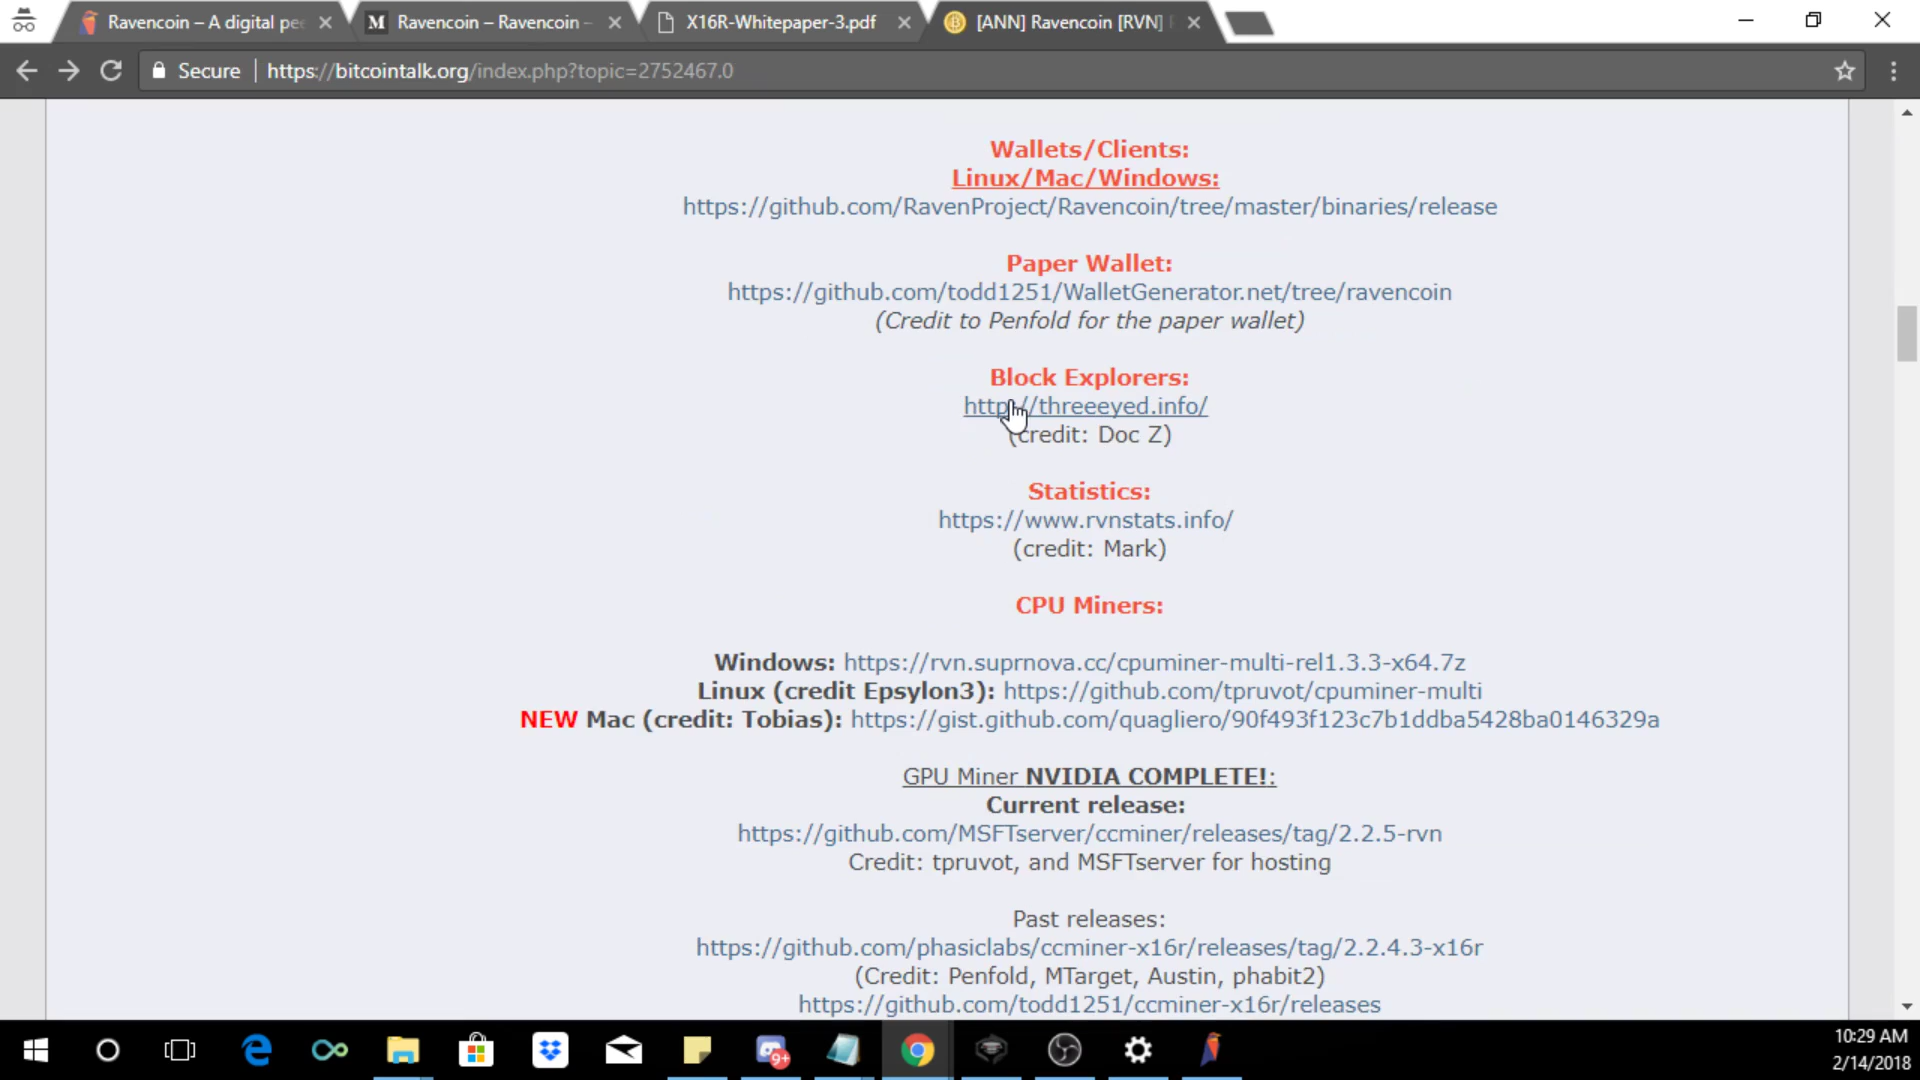 Ravencoin – A digital pee
Ravencoin – Ravencoin –
X16R-Whitepaper-3.pdf
[ANN] Ravencoin [RVN]
Secure
https://bitcointalk.org/index.php?topic=2752467.0
Wallets/Clients:
Linux/Mac/Windows:
https://github.com/RavenProject/Ravencoin/tree/master/binaries/release
Paper Wallet:
https://github.com/todd1251/WalletGenerator.net/tree/ravencoin
(Credit to Penfold for the paper wallet)
Block Explorers:
http://threeeyed.info/
(credit: Doc Z)
Statistics:
https://www.rvnstats.info/
(credit: Mark)
CPU Miners:
Windows: https://rvn.suprnova.cc/cpuminer-multi-rel1.3.3-x64.7z
Linux (credit Epsylon3): https://github.com/tpruvot/cpuminer-multi
NEW Mac (credit: Tobias): https://gist.github.com/quagliero/90f493f123c7b1ddba5428ba0146329a
GPU Miner NVIDIA COMPLETE!:
Current release:
https://github.com/MSFTserver/ccminer/releases/tag/2.2.5-rvn
Credit: tpruvot, and MSFTserver for hosting
Past releases:
https://github.com/phasiclabs/ccminer-x16r/releases/tag/2.2.4.3-x16r
(Credit: Penfold, MTarget, Austin, phabit2)
https://github.com/todd1251/ccminer-x16r/releases
9+
10:29 AM
2/14/2018